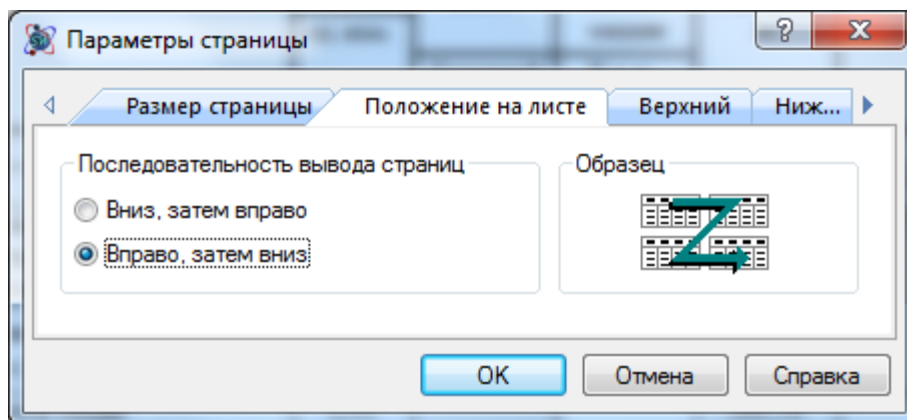 Параметры страницы
Размер страницы Положение на листе Верхний Ниж...
Последовательность вывода страниц
Вниз, затем вправо
Вправо, затем вниз
Образец
OK Отмена Справка